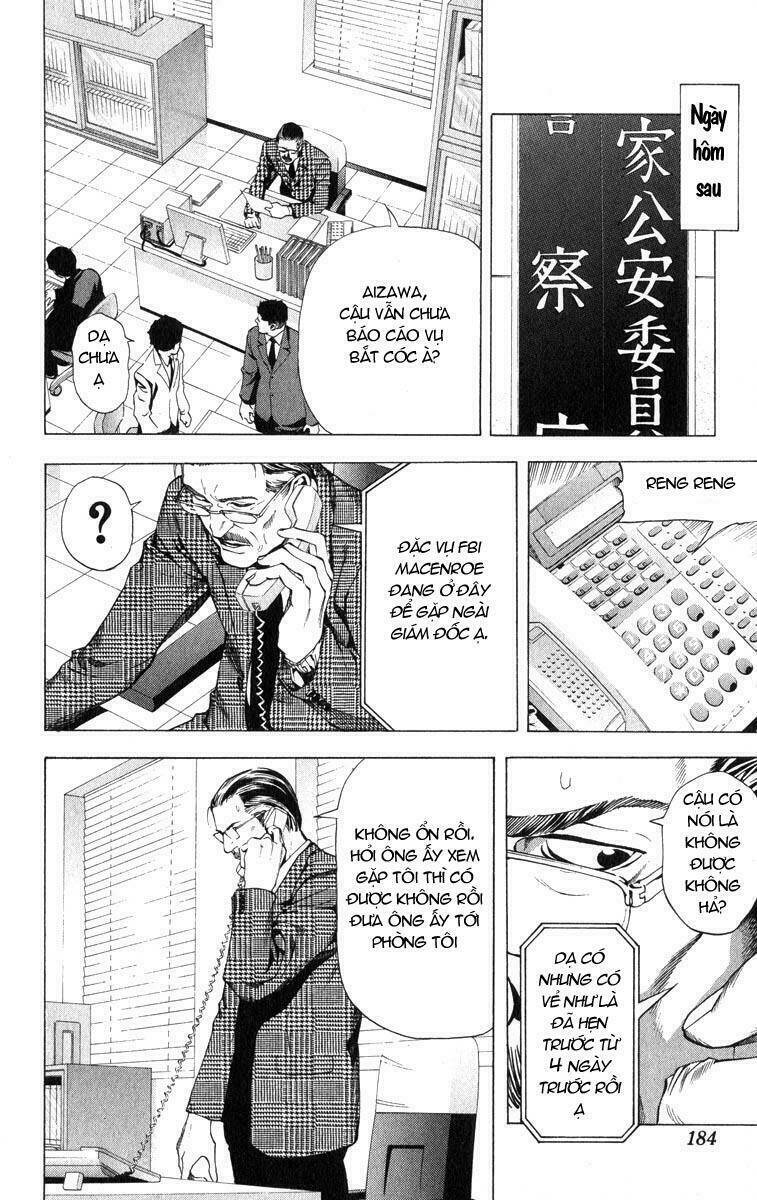 Ngày
hôm
sau
家公安委員
警
察
庁
AIZAWA,
CẬU VẪN CHƯA
BÁO CÁO VỤ
BẮT CÓC À?
DẠ
CHƯA
Ạ
RENG RENG
ĐẶC VỤ FBI
MACENROE
ĐANG Ở ĐÂY
ĐỂ GẶP NGÀI
GIÁM ĐỐC Ạ.
?
CẬU CÓ
NÓI LÀ
KHÔNG
ĐƯỢC
KHÔNG
HẢ?
DẠ CÓ
NHƯNG CÓ
VẺ NHƯ LÀ
ĐÃ HẸN
TRƯỚC TỪ
4 NGÀY
TRƯỚC RỒI
Ạ
KHÔNG ỔN RỒI.
HỎI ÔNG ẤY XEM
GẶP TÔI THÌ CÓ
ĐƯỢC KHÔNG RỒI
ĐƯA ÔNG ẤY TỚI
PHÒNG TÔI
184